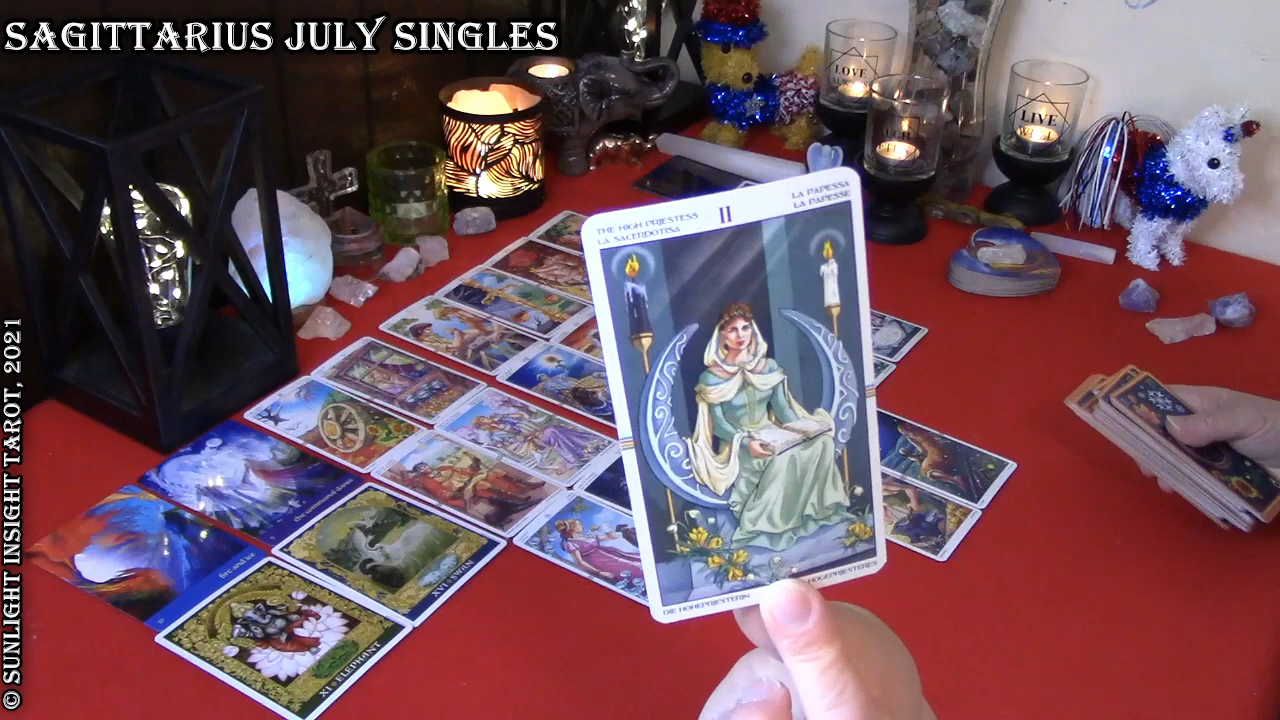 SAGITTARIUS JULY SINGLES
© SUNLIGHT INSIGHT TAROT, 2021
THE HIGH PRIESTESS
LA SACERDOTISA
II
LA PAPESSA
LA PAPESSE
DIE HOHEPRIESTERIN
HOGEPRIESTERES
LOVE
LIVE
the communal dance
fire and ice
XVI • SWAN
XI • ELEPHANT